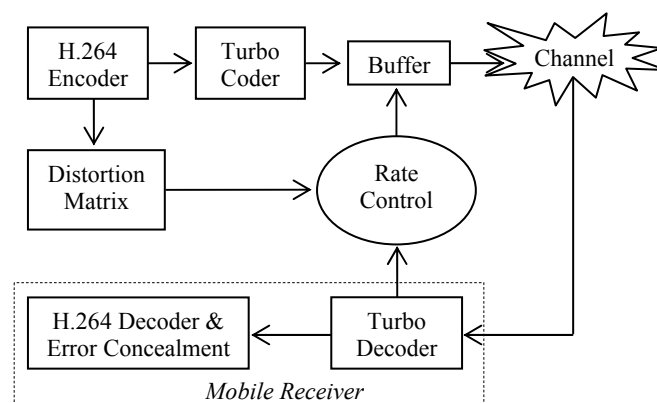 H.264
Encoder
Turbo
Coder
Buffer
Channel
Distortion
Matrix
Rate
Control
H.264 Decoder &
Error Concealment
Turbo
Decoder
Mobile Receiver